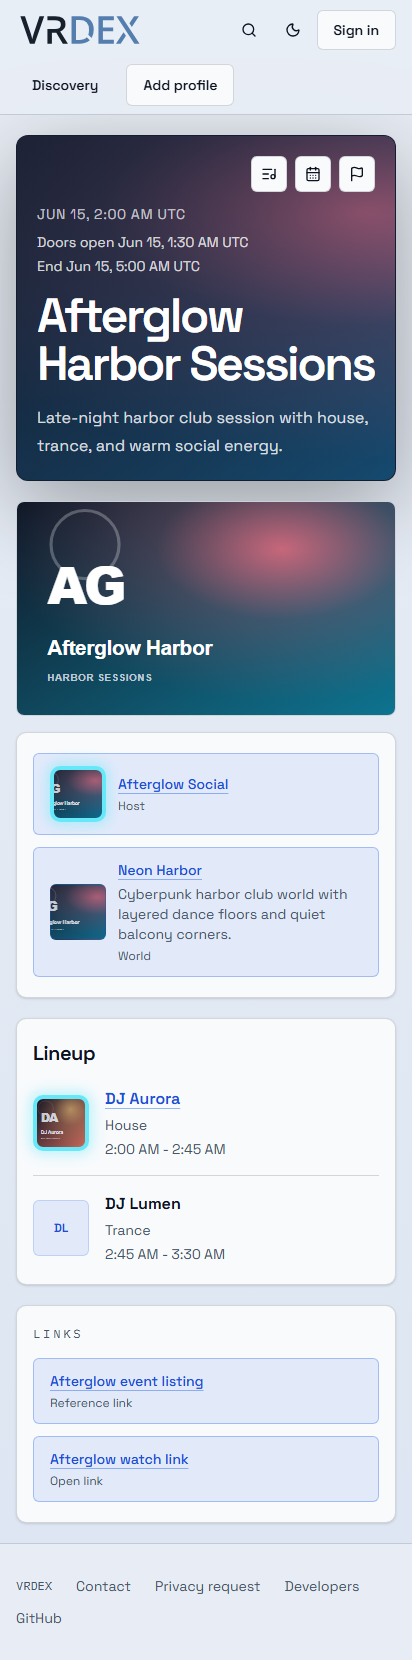 VRDEX
Sign in
Discovery
Add profile
JUN 15, 2:00 AM UTC
Doors open Jun 15, 1:30 AM UTC
End Jun 15, 5:00 AM UTC
Afterglow
Harbor Sessions
Late-night harbor club session with house,
trance, and warm social energy.
AG
Afterglow Harbor
HARBOR SESSIONS
Afterglow Social
Host
Neon Harbor
Cyberpunk harbor club world with
layered dance floors and quiet
balcony corners.
World
Lineup
DA
DJ Aurora
DJ Aurora
House
2:00 AM - 2:45 AM
DL
DJ Lumen
Trance
2:45 AM - 3:30 AM
LINKS
Afterglow event listing
Reference link
Afterglow watch link
Open link
VRDEX
Contact
Privacy request
Developers
GitHub